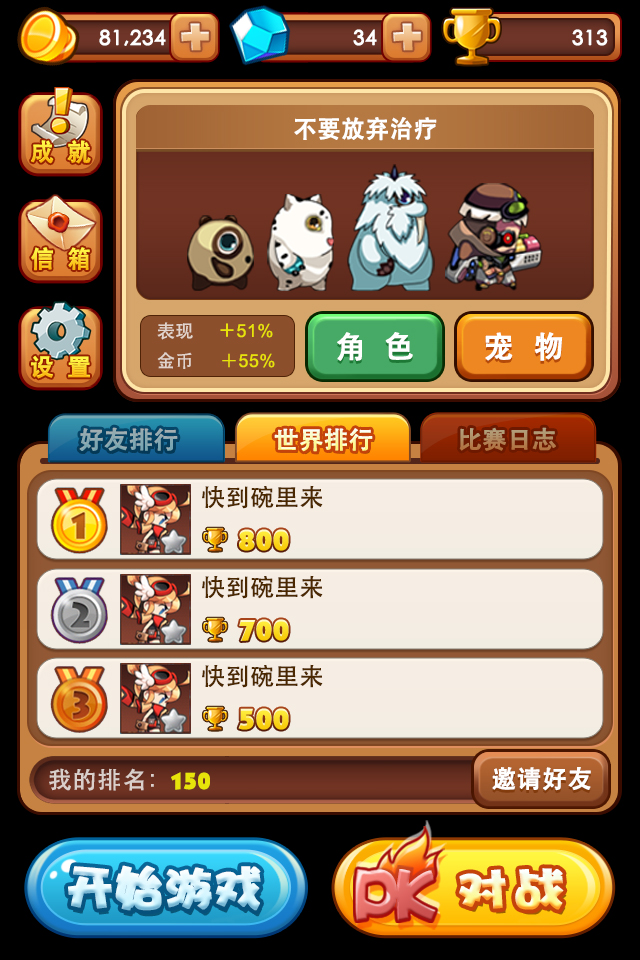 81,234
34
313
成就
信箱
设置
不要放弃治疗
表现 +51%
金币 +55%
角色
宠物
好友排行
世界排行
比赛日志
1
快到碗里来
800
2
快到碗里来
700
3
快到碗里来
500
我的排名: 150
邀请好友
开始游戏
PK 对战